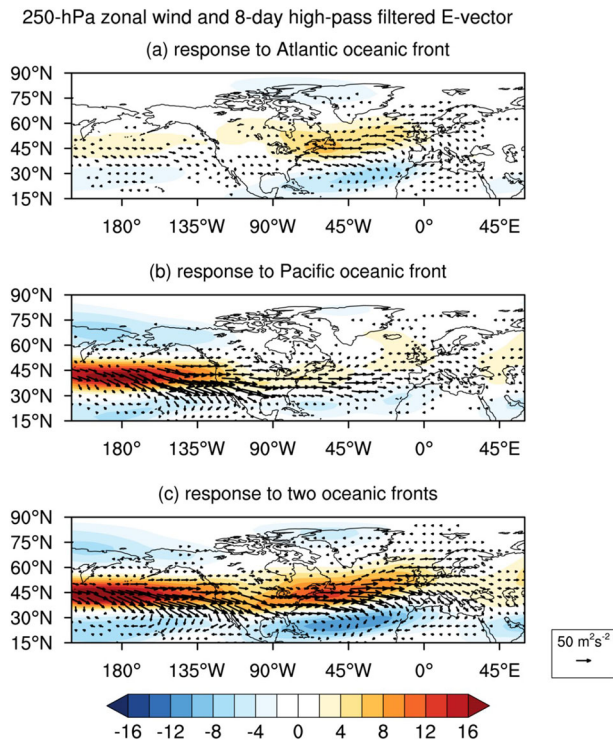 250-hPa zonal wind and 8-day high-pass filtered E-vector
(a) response to Atlantic oceanic front
90°N
75°N
60°N
45°N
30°N
15°N
180° 135°W 90°W 45°W 0° 45°E
(b) response to Pacific oceanic front
90°N
75°N
60°N
45°N
30°N
15°N
180° 135°W 90°W 45°W 0° 45°E
(c) response to two oceanic fronts
90°N
75°N
60°N
45°N
30°N
15°N
180° 135°W 90°W 45°W 0° 45°E
50 m²s⁻²
-16 -12 -8 -4 0 4 8 12 16